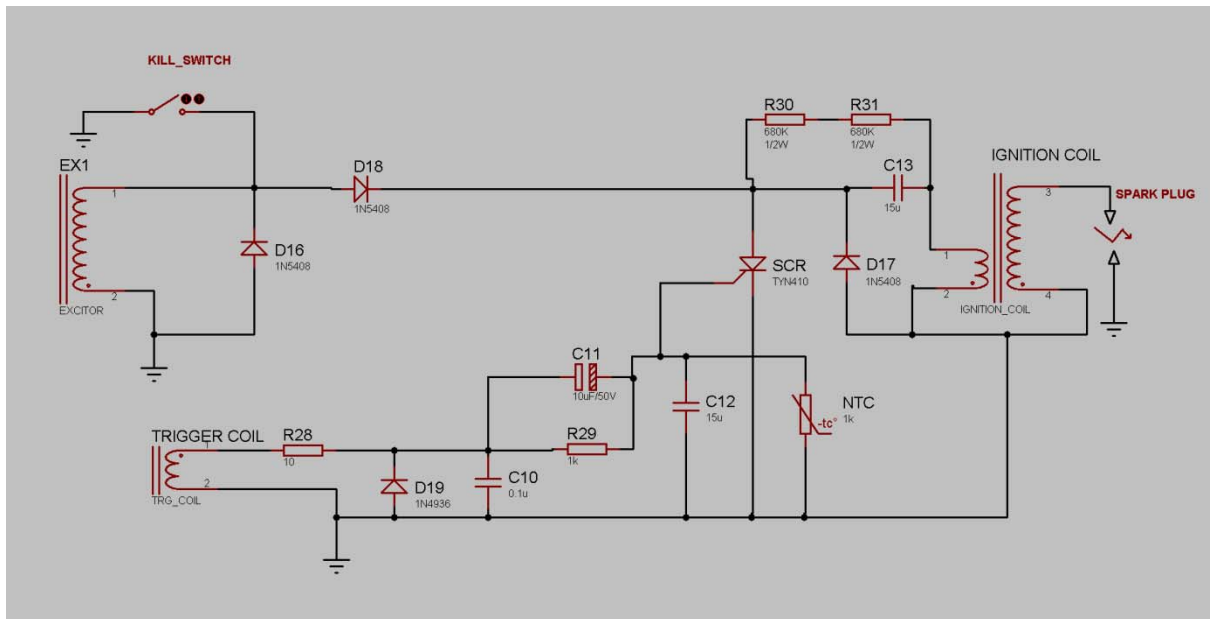 KILL_SWITCH
EX1
1
2
EXCITOR
D18
1N5408
D16
1N5408
R30
680K
1/2W
R31
680K
1/2W
C13
15u
IGNITION COIL
1
2
3
4
IGNITION_COIL
SPARK PLUG
SCR
TYN410
D17
1N5408
C11
10uF/50V
C12
15u
NTC
-tc°
1k
TRIGGER COIL
1
2
TRG_COIL
R28
10
R29
1k
D19
1N4936
C10
0.1u